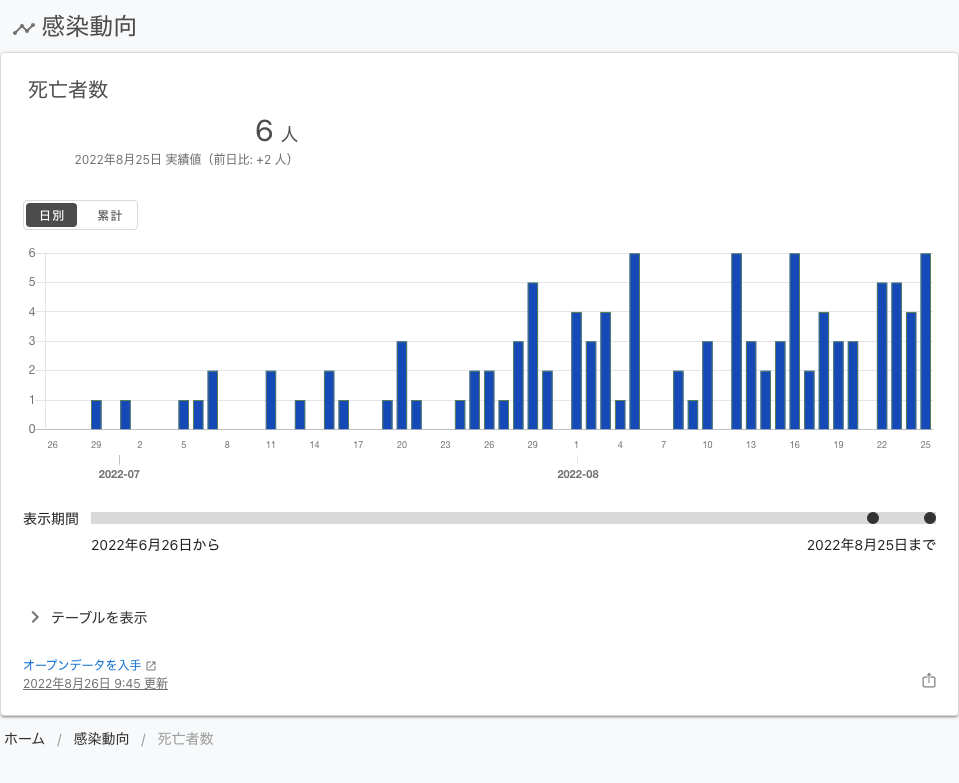 感染動向
死亡者数
6 人
2022年8月25日 実績値（前日比: +2 人）
日別 累計
6
5
4
3
2
1
0
26 29 2 5 8 11 14 17 20 23 26 29 1 4 7 10 13 16 19 22 25
2022-07 2022-08
表示期間
2022年6月26日から 2022年8月25日まで
テーブルを表示
オープンデータを入手
2022年8月26日 9:45 更新
ホーム / 感染動向 / 死亡者数